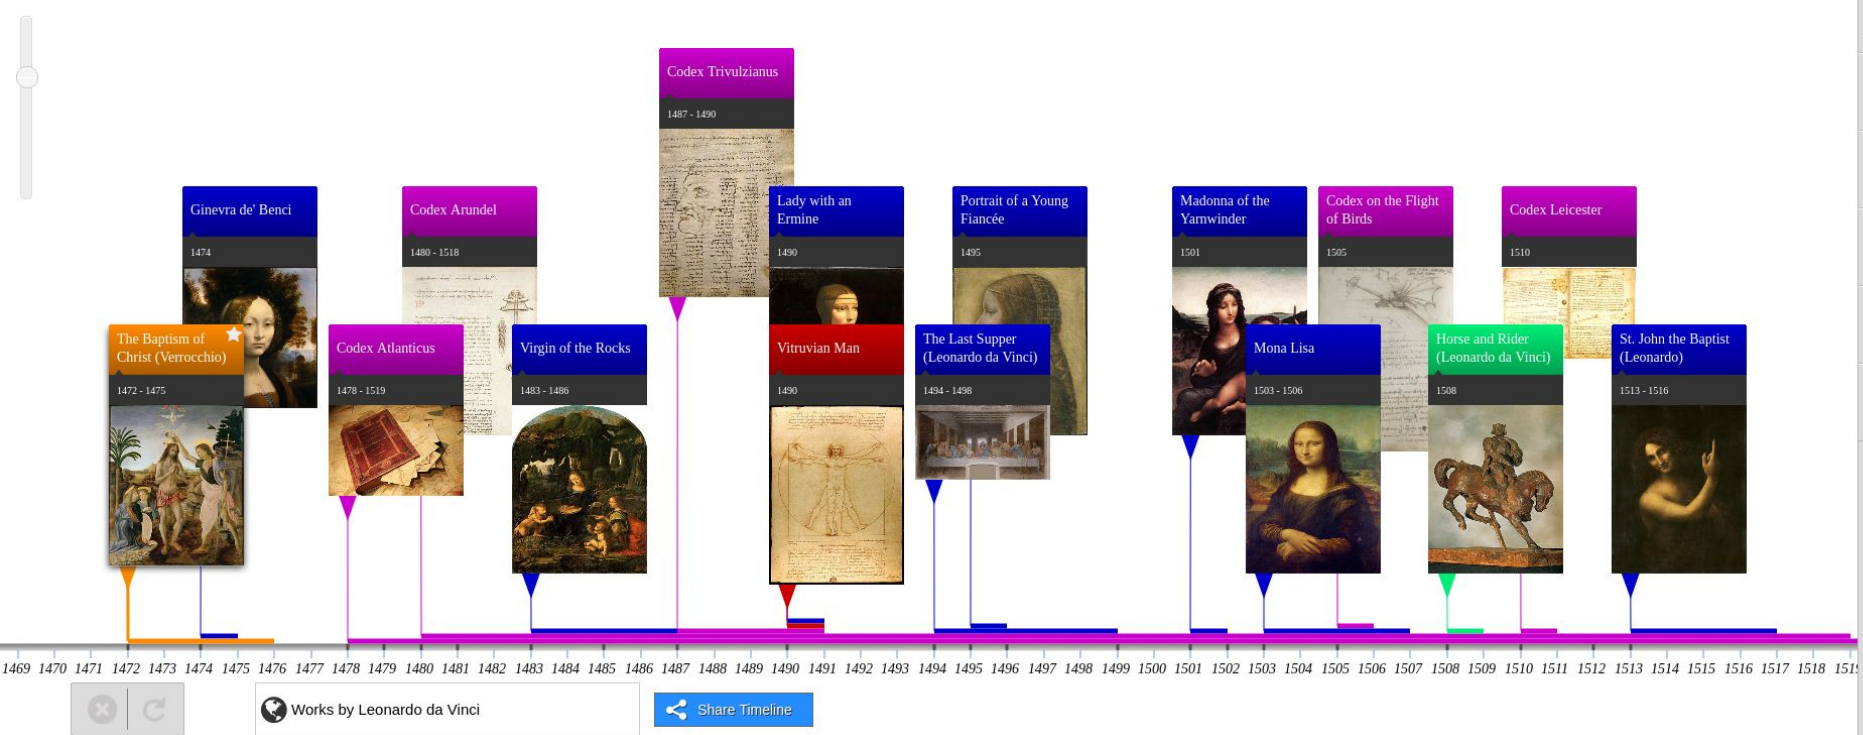 Codex Trivulzianus
1487 - 1490
Ginevra de' Benci
1474
Codex Arundel
1480 - 1518
Lady with an
Ermine
1490
Portrait of a Young
Fiancée
1495
Madonna of the
Yarnwinder
1501
Codex on the Flight
of Birds
1505
Codex Leicester
1510
The Baptism of
Christ (Verrocchio)
1472 - 1475
Codex Atlanticus
1478 - 1519
Virgin of the Rocks
1483 - 1486
Vitruvian Man
1490
The Last Supper
(Leonardo da Vinci)
1494 - 1498
Mona Lisa
1503 - 1506
Horse and Rider
(Leonardo da Vinci)
1508
St. John the Baptist
(Leonardo)
1513 - 1516
1469 1470 1471 1472 1473 1474 1475 1476 1477 1478 1479 1480 1481 1482 1483 1484 1485 1486 1487 1488 1489 1490 1491 1492 1493 1494 1495 1496 1497 1498 1499 1500 1501 1502 1503 1504 1505 1506 1507 1508 1509 1510 1511 1512 1513 1514 1515 1516 1517 1518
Works by Leonardo da Vinci
Share Timeline